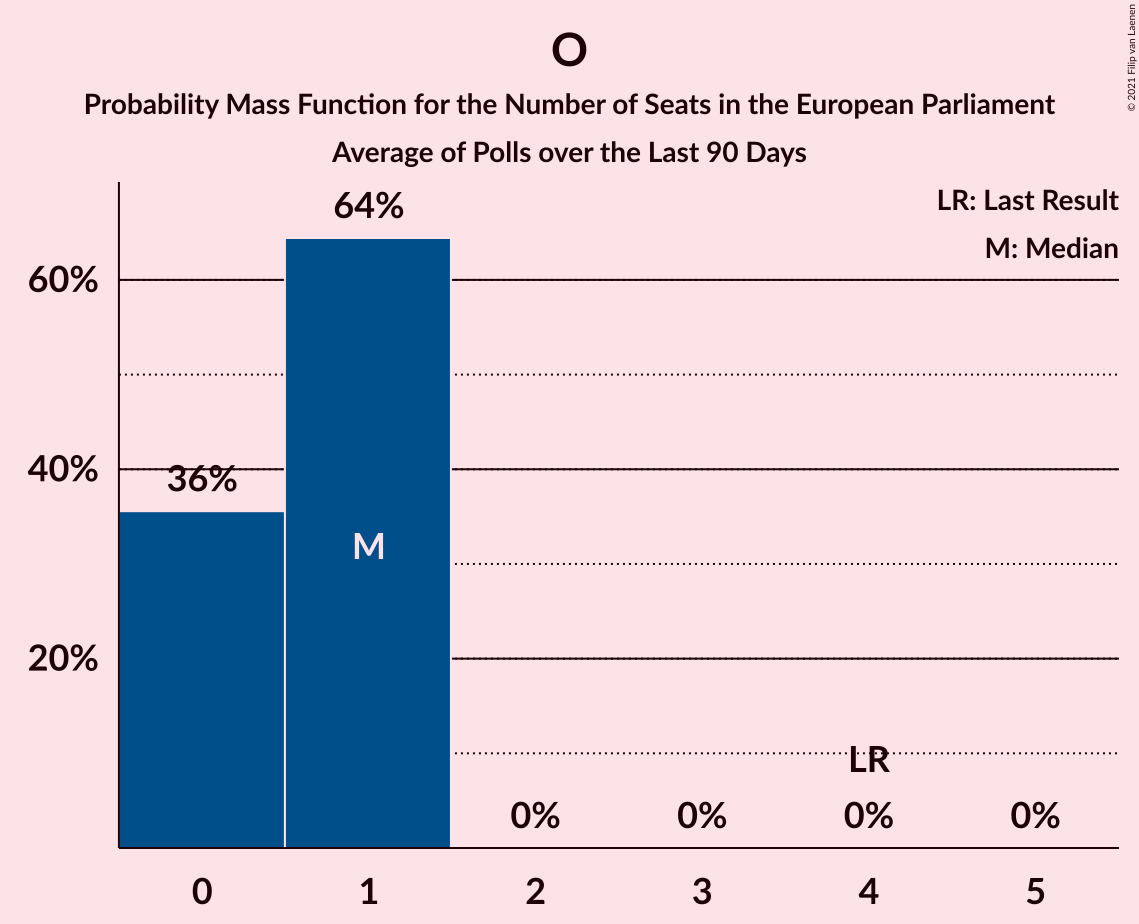 O
Probability Mass Function for the Number of Seats in the European Parliament
Average of Polls over the Last 90 Days
© 2021 Filip van Laenen
LR: Last Result
M: Median
64%
60%
40%
36%
M
20%
LR
0% 0% 0% 0%
0 1 2 3 4 5